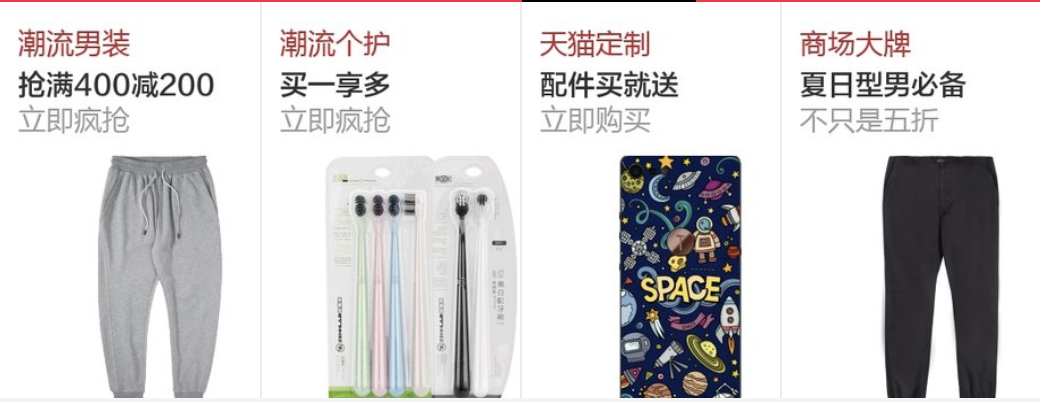 潮流男装
抢满400减200
立即疯抢
潮流个护
买一享多
立即疯抢
天猫定制
配件买就送
立即购买
SPACE
商场大牌
夏日型男必备
不只是五折